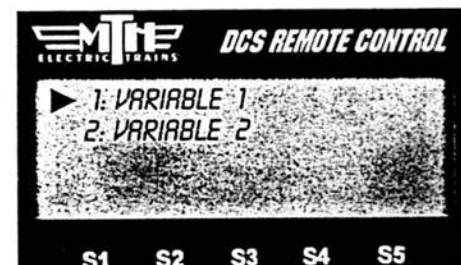 MTH DCS REMOTE CONTROL
ELECTRIC TRAINS
1: VARIABLE 1
2: VARIABLE 2
S1 S2 S3 S4 S5